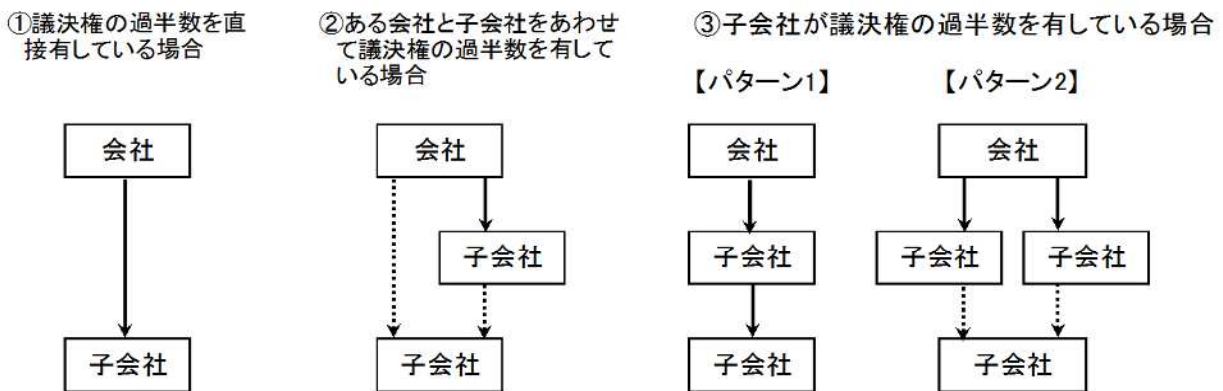 ①議決権の過半数を直
接有している場合
②ある会社と子会社をあわせ
て議決権の過半数を有して
いる場合
③子会社が議決権の過半数を有している場合
【パターン1】
【パターン2】
会社
子会社
会社
子会社
子会社
会社
子会社
子会社
会社
子会社
子会社
子会社